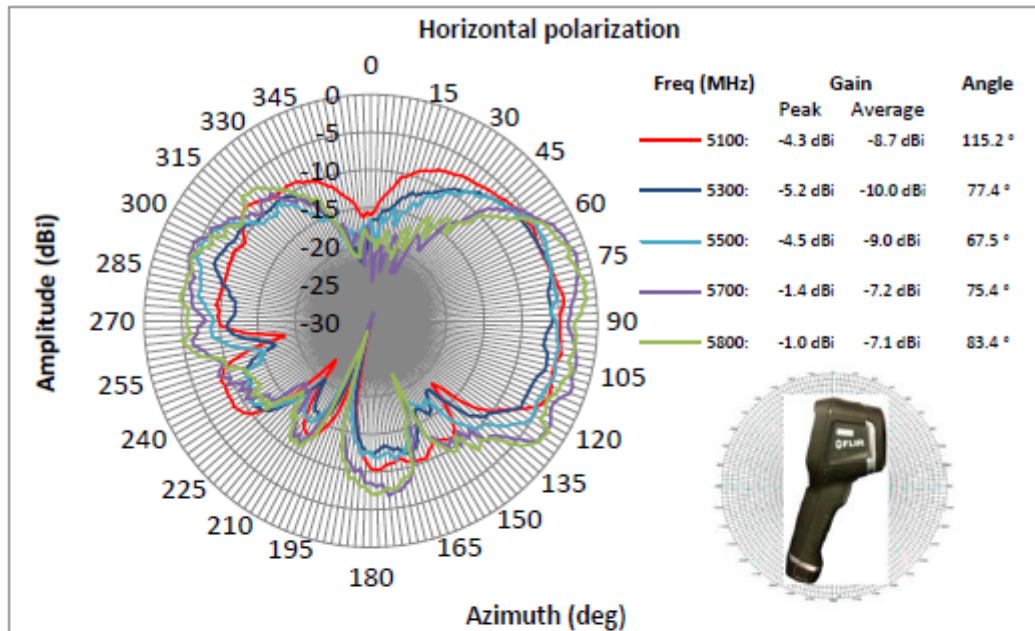 Horizontal polarization
0
15
30
45
60
75
90
105
120
135
150
165
180
195
210
225
240
255
270
285
300
315
330
345
0
-5
-10
-15
-20
-25
-30
Amplitude (dBi)
Azimuth (deg)
Freq (MHz) Gain Angle
Peak Average
5100: -4.3 dBi -8.7 dBi 115.2 °
5300: -5.2 dBi -10.0 dBi 77.4 °
5500: -4.5 dBi -9.0 dBi 67.5 °
5700: -1.4 dBi -7.2 dBi 75.4 °
5800: -1.0 dBi -7.1 dBi 83.4 °
FLIR